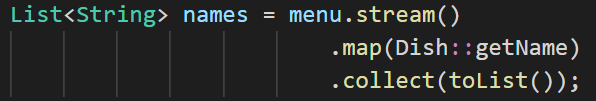 List<String> names = menu.stream()
.map(Dish::getName)
.collect(toList());